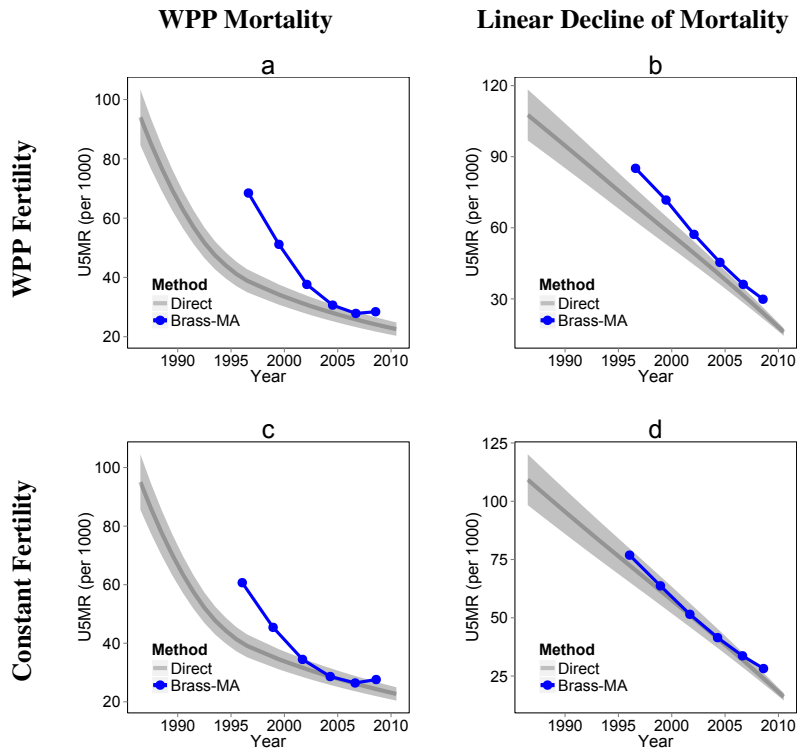 WPP Mortality
Linear Decline of Mortality
WPP Fertility
a
U5MR (per 1000)
100
80
60
40
20
Method
Direct
Brass-MA
1990 1995 2000 2005 2010
Year
b
U5MR (per 1000)
120
90
60
30
Method
Direct
Brass-MA
1990 1995 2000 2005 2010
Year
Constant Fertility
c
U5MR (per 1000)
100
80
60
40
20
Method
Direct
Brass-MA
1990 1995 2000 2005 2010
Year
d
U5MR (per 1000)
125
100
75
50
25
Method
Direct
Brass-MA
1990 1995 2000 2005 2010
Year